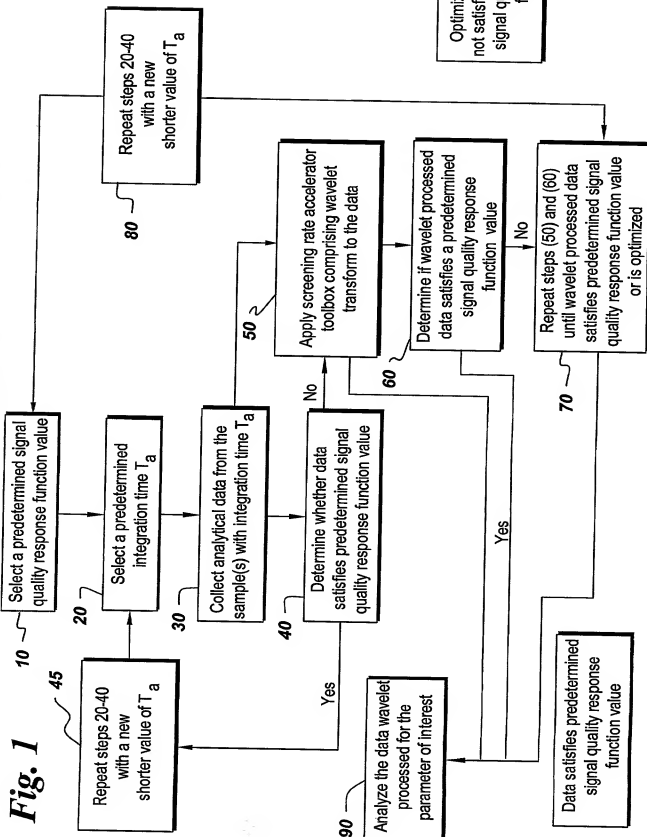 Fig. 1
10
Select a predetermined signal
quality response function value
45
Repeat steps 20-40
with a new
shorter value of Ta
20
Select a predetermined
integration time Ta
30
Collect analytical data from the
sample(s) with integration time Ta
40
Determine whether data
satisfies predetermined signal
quality response function value
Yes
No
50
Apply screening rate accelerator
toolbox comprising wavelet
transform to the data
60
Determine if wavelet processed
data satisfies a predetermined
signal quality response
function value
Yes
No
70
Repeat steps (50) and (60)
until wavelet processed data
satisfies predetermined signal
quality response function value
or is optimized
80
Repeat steps 20-40
with a new
shorter value of Ta
90
Analyze the data wavelet
processed for the
parameter of interest
Data satisfies predetermined
signal quality response
function value
not
signal